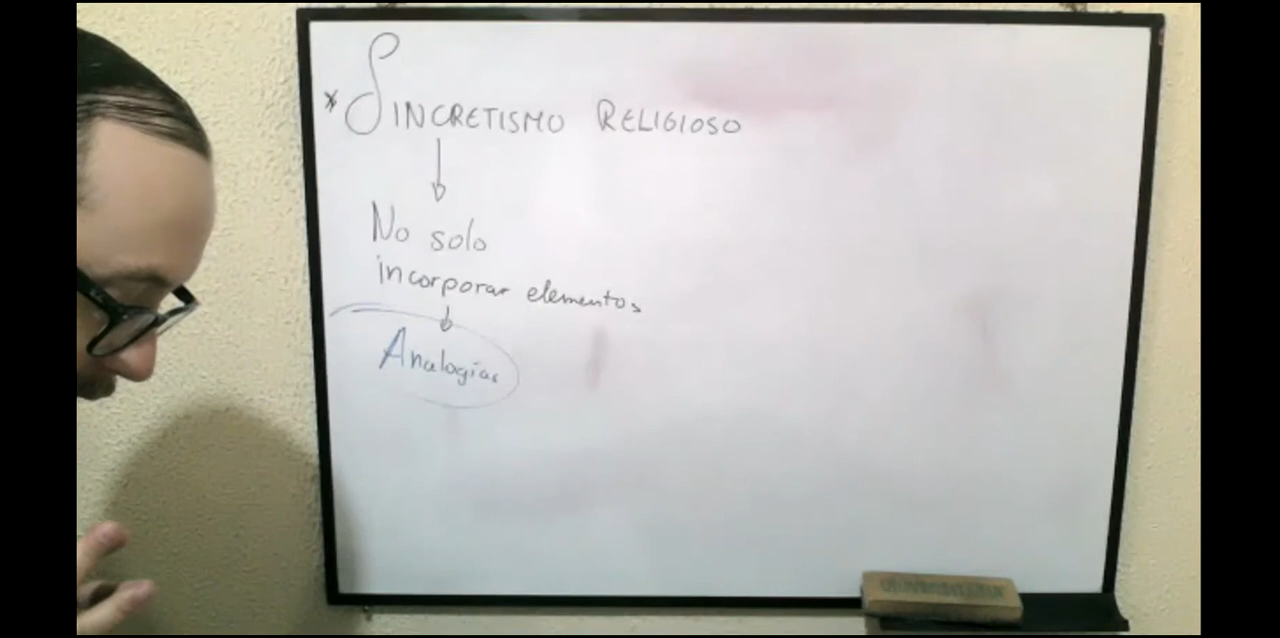 * SINCRETISMO RELIGIOSO
No solo
incorporar elementos
Analogías